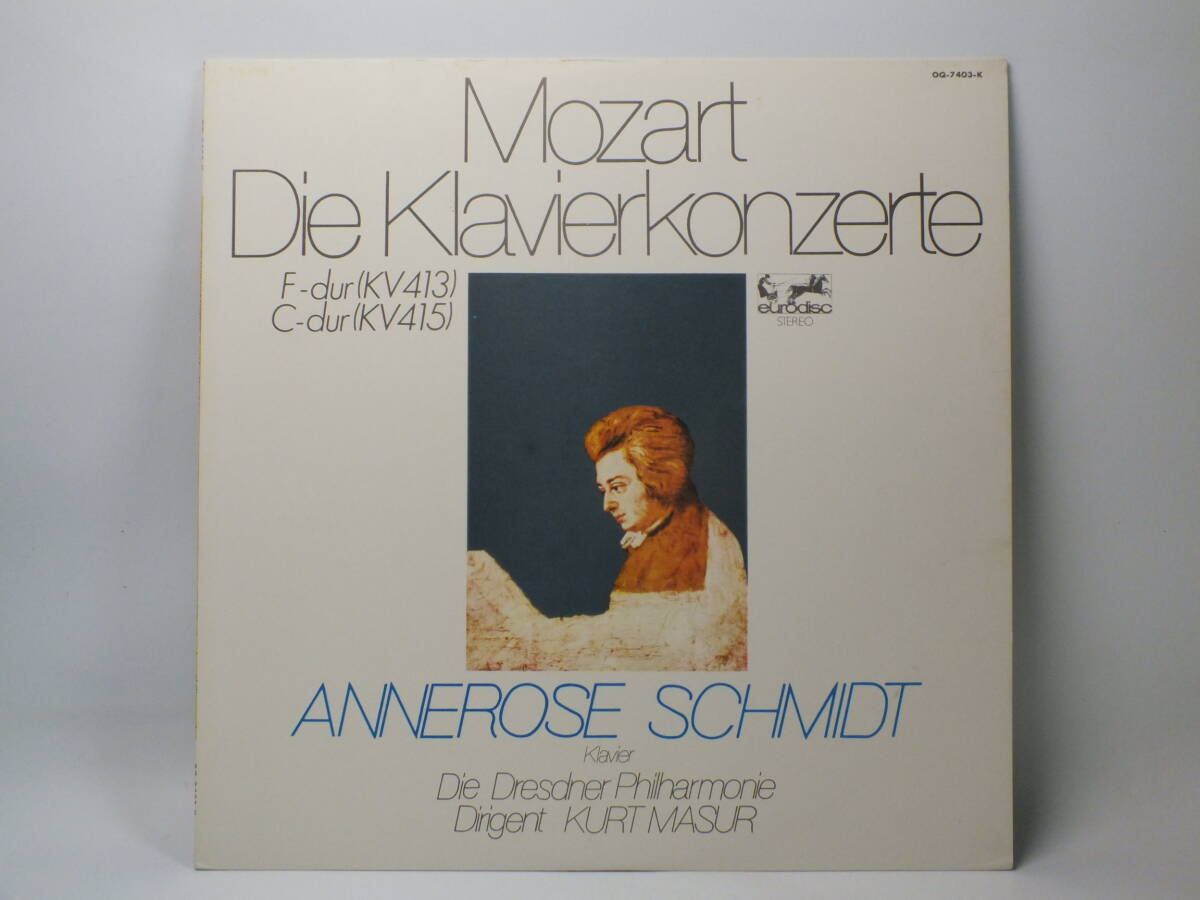 OQ-7403-K
Mozart
Die Klavierkonzerte
F-dur(KV413)
C-dur(KV415)
eurodisc
STEREO
ANNEROSE SCHMIDT
Klavier
Die Dresdner Philharmonie
Dirigent KURT MASUR